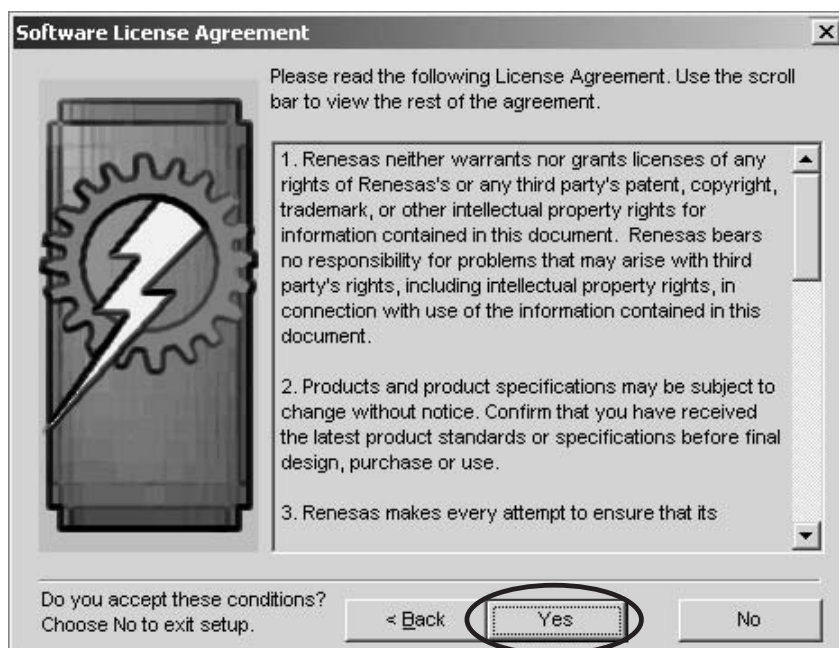 Software License Agreement
Please read the following License Agreement. Use the scroll
bar to view the rest of the agreement.
1. Renesas neither warrants nor grants licenses of any
rights of Renesas's or any third party's patent, copyright,
trademark, or other intellectual property rights for
information contained in this document.  Renesas bears
no responsibility for problems that may arise with third
party's rights, including intellectual property rights, in
connection with use of the information contained in this
document.
2. Products and product specifications may be subject to
change without notice. Confirm that you have received
the latest product standards or specifications before final
design, purchase or use.
3. Renesas makes every attempt to ensure that its
Do you accept these conditions?
Choose No to exit setup.
< Back
Yes
No